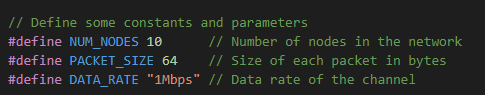 // Define some constants and parameters
#define NUM_NODES 10 // Number of nodes in the network
#define PACKET_SIZE 64 // Size of each packet in bytes
#define DATA_RATE "1Mbps" // Data rate of the channel